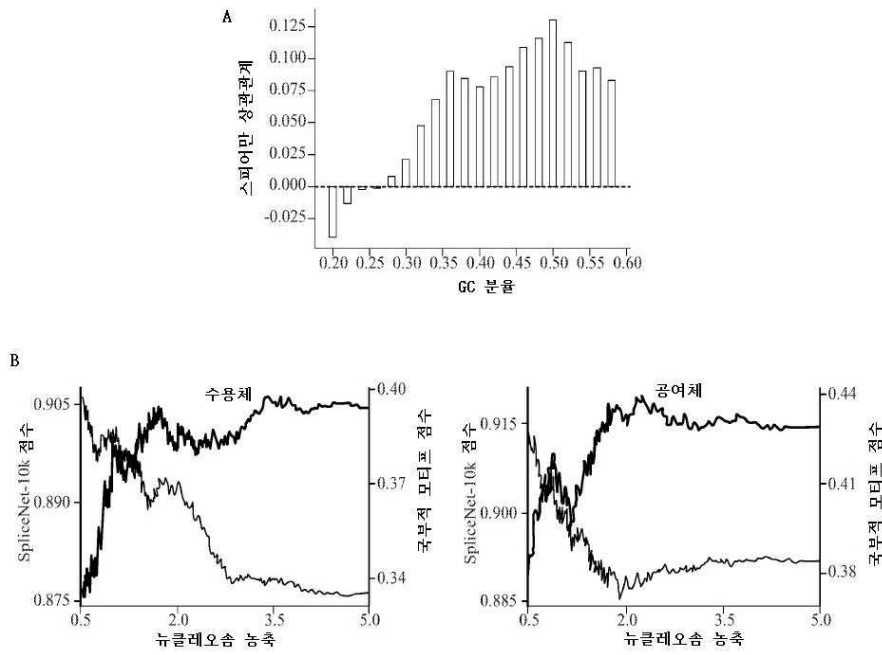 A
스피어만 상관관계
0.125
0.100
0.075
0.050
0.025
0.000
-0.025
0.20 0.25 0.30 0.35 0.40 0.45 0.50 0.55 0.60
GC 분율
B
수용체
SpliceNet-10k 점수
0.905
0.890
0.875
0.40
0.37
0.34
국부적 모티프 점수
0.5 2.0 3.5 5.0
뉴클레오솜 농축
공여체
SpliceNet-10k 점수
0.915
0.900
0.885
0.44
0.41
0.38
국부적 모티프 점수
0.5 2.0 3.5 5.0
뉴클레오솜 농축